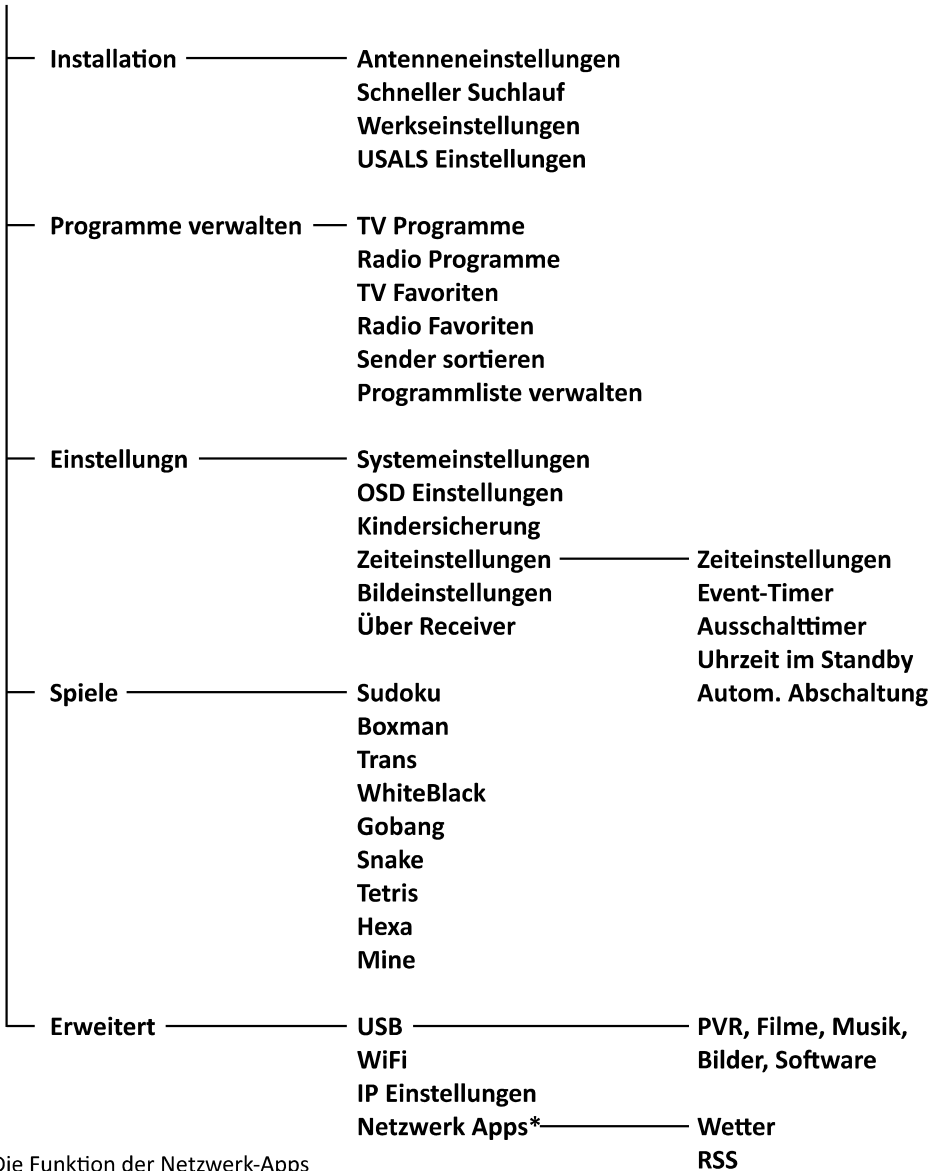 Installation Antenneneinstellungen
Schneller Suchlauf
Werkseinstellungen
USALS Einstellungen
Programme verwalten TV Programme
Radio Programme
TV Favoriten
Radio Favoriten
Sender sortieren
Programmliste verwalten
Einstellungn Systemeinstellungen
OSD Einstellungen
Kindersicherung
Zeiteinstellungen Zeiteinstellungen
Bildeinstellungen Event-Timer
Über Receiver Ausschalttimer
Uhrzeit im Standby
Spiele Sudoku Autom. Abschaltung
Boxman
Trans
WhiteBlack
Gobang
Snake
Tetris
Hexa
Mine
Erweitert USB PVR, Filme, Musik,
WiFi Bilder, Software
IP Einstellungen
Netzwerk Apps* Wetter
RSS
Die Funktion der Netzwerk-Apps